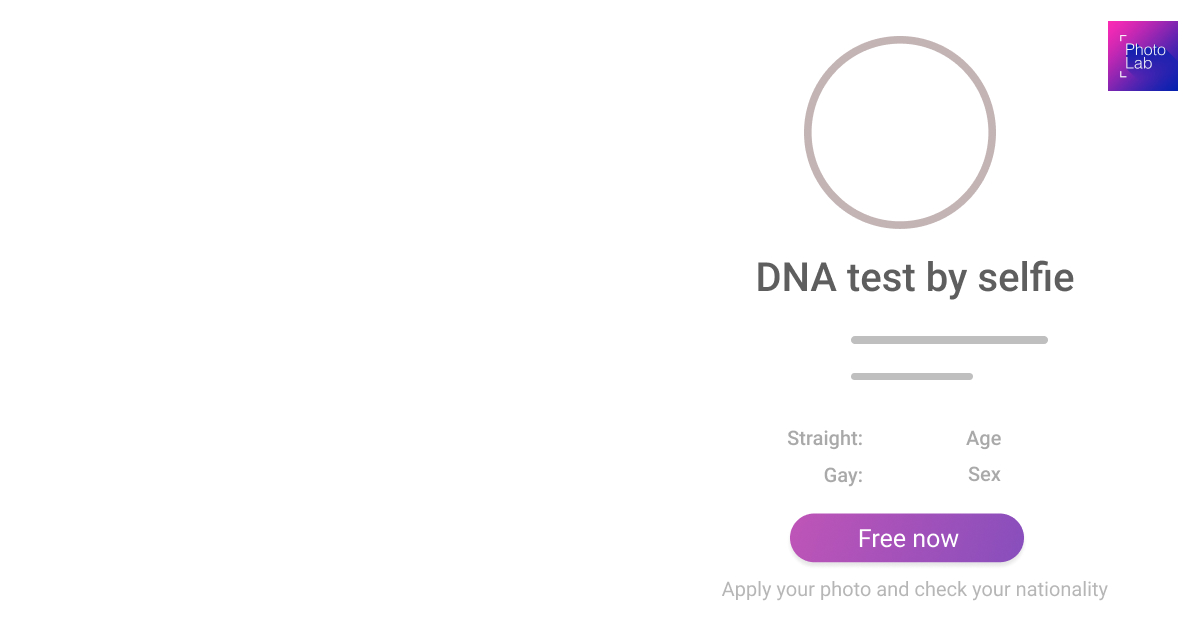 Photo
Lab
DNA test by selfie
Straight:
Age
Gay:
Sex
Free now
Apply your photo and check your nationality